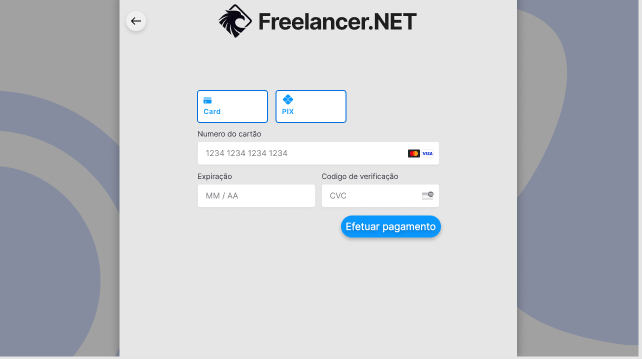 Freelancer.NET
Card
PIX
Numero do cartão
1234 1234 1234 1234
VISA
Expiração
Codigo de verificação
MM / AA
CVC
Efetuar pagamento